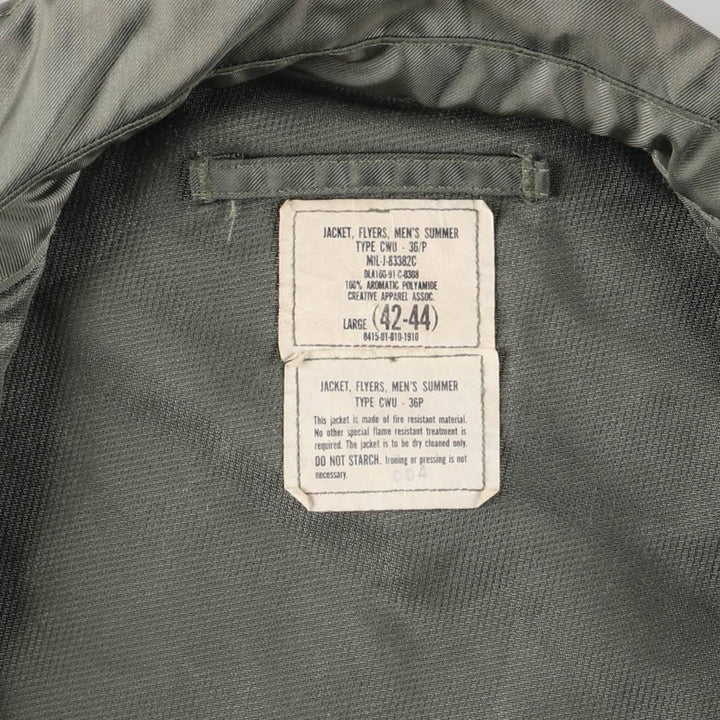 JACKET, FLYERS, MEN'S SUMMER
TYPE CWU - 36/P
MIL-J-83382C
DLA100-91-C-0308
100% AROMATIC POLYAMIDE
CREATIVE APPAREL ASSOC.
LARGE (42-44)
8415-01-010-1910
JACKET, FLYERS, MEN'S SUMMER
TYPE CWU - 36P
This jacket is made of fire resistant material.
No other special flame resistant treatment is
required. The jacket is to be dry cleaned only.
DO NOT STARCH. Ironing or pressing is not
necessary.
004